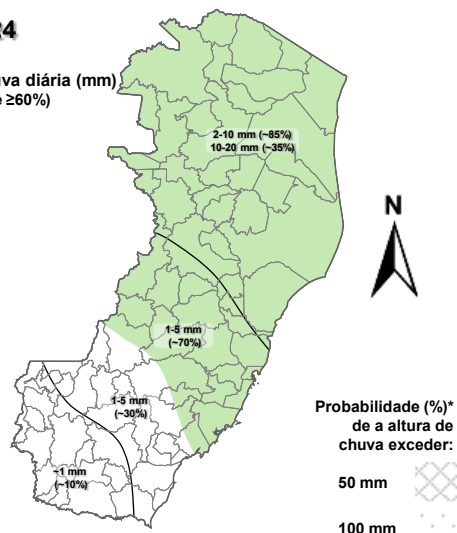 24
uva diária (mm)
e ≥60%)
2-10 mm (~85%)
10-20 mm (~35%)
N
1-5 mm
(~70%)
1-5 mm
(~30%)
~1 mm
(~10%)
Probabilidade (%)*
de a altura de
chuva exceder:
50 mm
100 mm